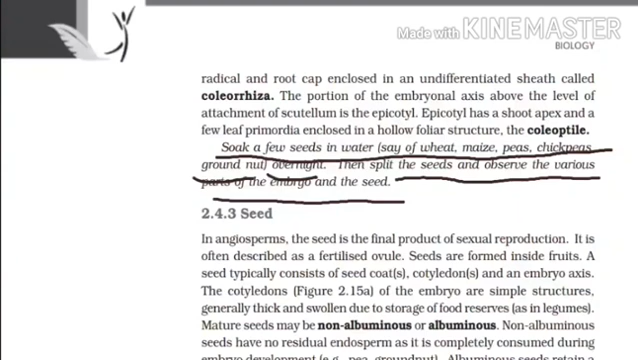 Made with KINEMASTER
BIOLOGY
radical and root cap enclosed in an undifferentiated sheath called
coleorrhiza. The portion of the embryonal axis above the level of
attachment of scutellum is the epicotyl. Epicotyl has a shoot apex and a
few leaf primordia enclosed in a hollow foliar structure, the coleoptile.
Soak a few seeds in water (say of wheat, maize, peas, chickpeas,
ground nut) overnight. Then split the seeds and observe the various
parts of the embryo and the seed.
2.4.3 Seed
In angiosperms, the seed is the final product of sexual reproduction. It is
often described as a fertilised ovule. Seeds are formed inside fruits. A
seed typically consists of seed coat(s), cotyledon(s) and an embryo axis.
The cotyledons (Figure 2.15a) of the embryo are simple structures,
generally thick and swollen due to storage of food reserves (as in legumes).
Mature seeds may be non-albuminous or albuminous. Non-albuminous
seeds have no residual endosperm as it is completely consumed during
embryo development (e.g., pea, groundnut). Albuminous seeds retain a